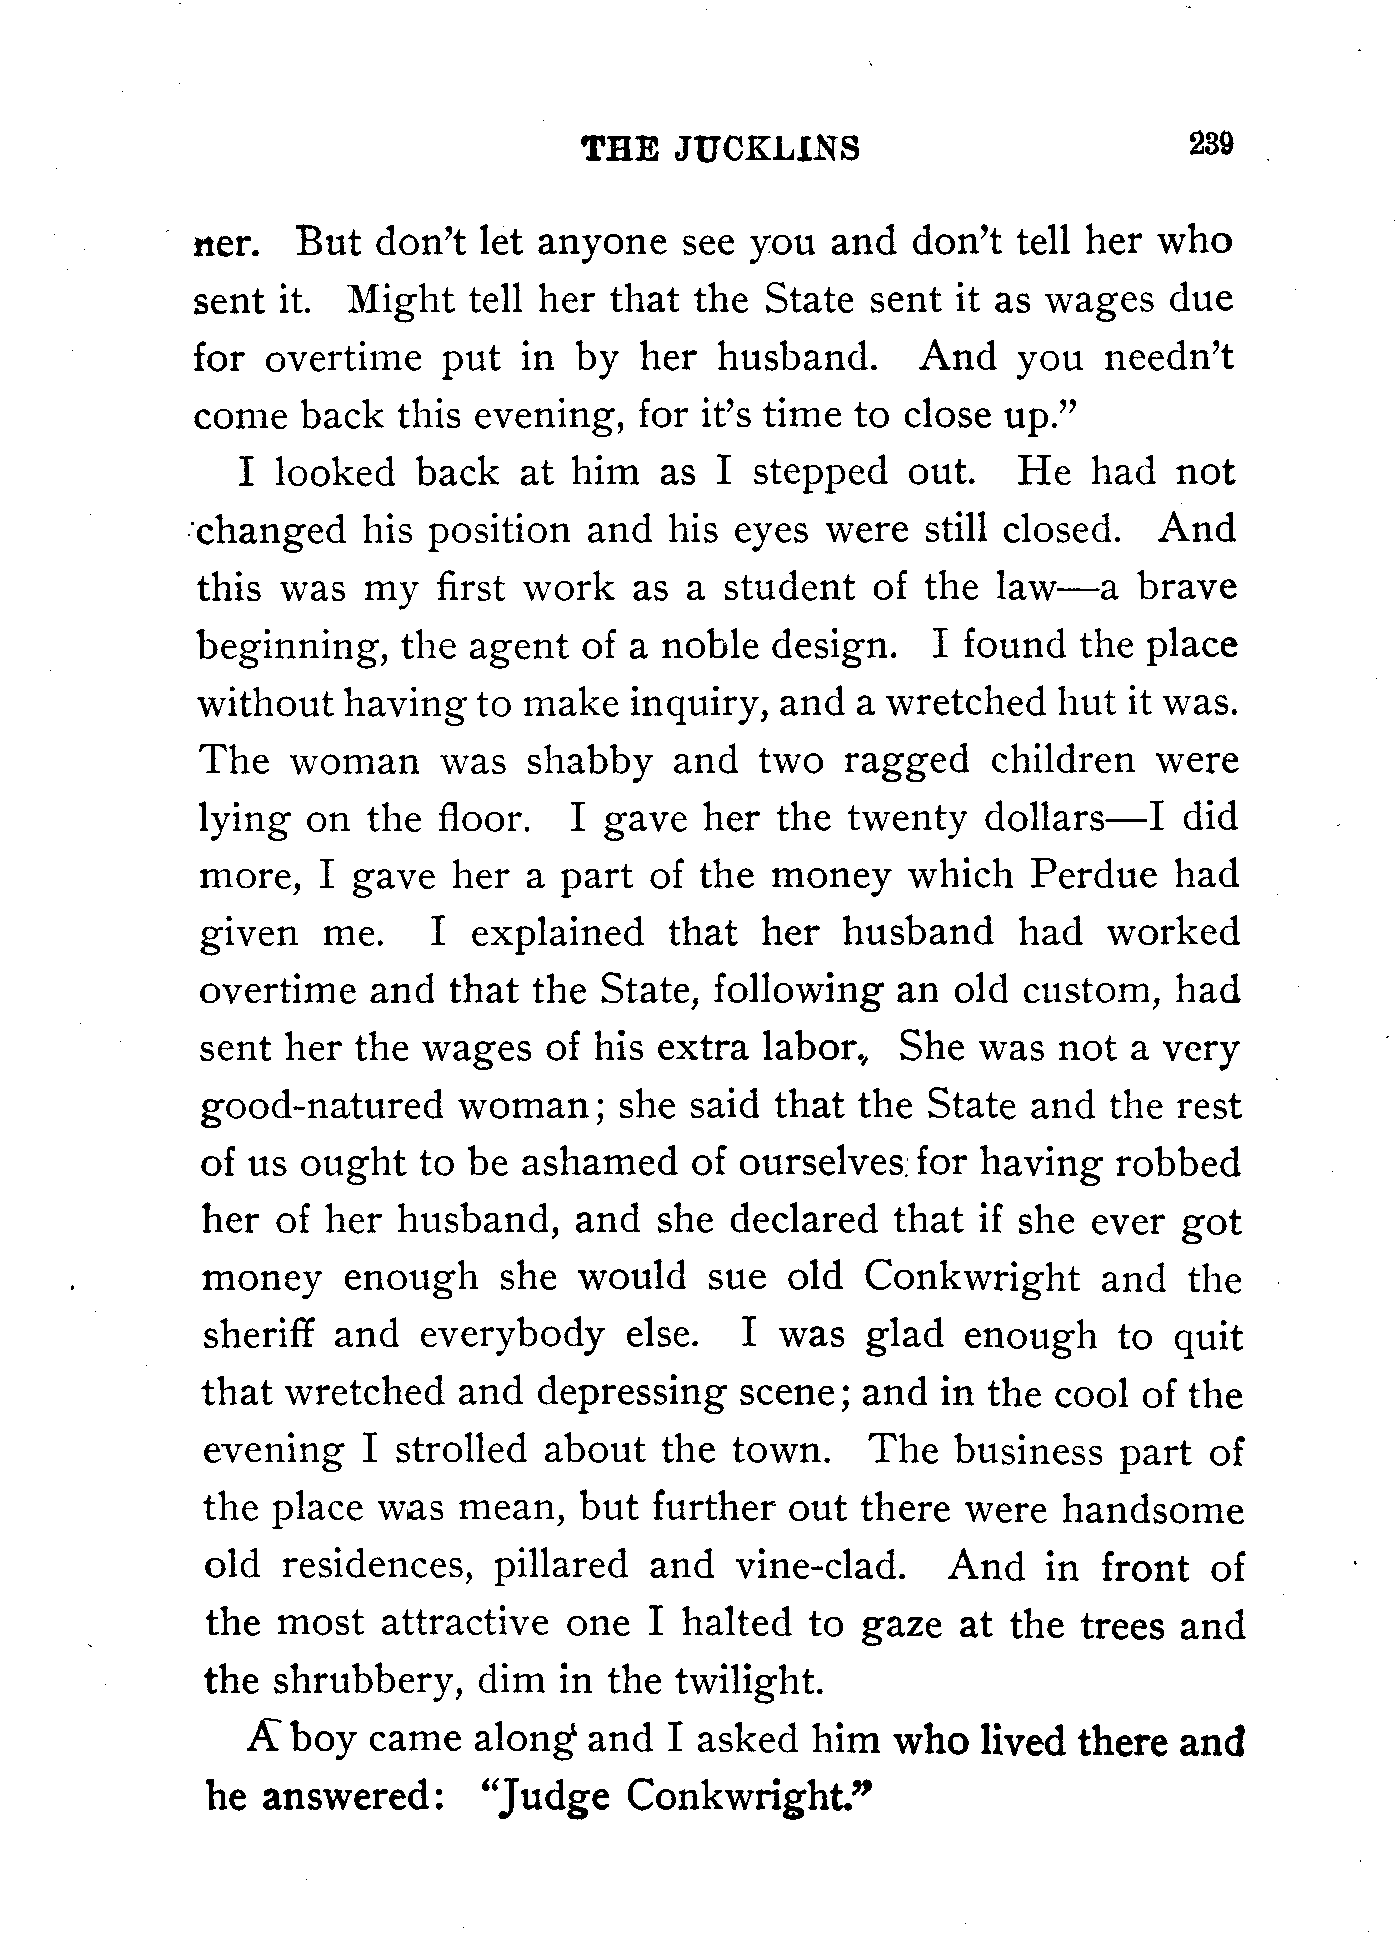 THE JUCKLINS 239
ner. But don't let anyone see you and don't tell her who
sent it. Might tell her that the State sent it as wages due
for overtime put in by her husband. And you needn't
come back this evening, for it's time to close up."
I looked back at him as I stepped out. He had not
changed his position and his eyes were still closed. And
this was my first work as a student of the law—a brave
beginning, the agent of a noble design. I found the place
without having to make inquiry, and a wretched hut it was.
The woman was shabby and two ragged children were
lying on the floor. I gave her the twenty dollars—I did
more, I gave her a part of the money which Perdue had
given me. I explained that her husband had worked
overtime and that the State, following an old custom, had
sent her the wages of his extra labor. She was not a very
good-natured woman; she said that the State and the rest
of us ought to be ashamed of ourselves for having robbed
her of her husband, and she declared that if she ever got
money enough she would sue old Conkwright and the
sheriff and everybody else. I was glad enough to quit
that wretched and depressing scene; and in the cool of the
evening I strolled about the town. The business part of
the place was mean, but further out there were handsome
old residences, pillared and vine-clad. And in front of
the most attractive one I halted to gaze at the trees and
the shrubbery, dim in the twilight.
A boy came along and I asked him who lived there and
he answered: "Judge Conkwright."